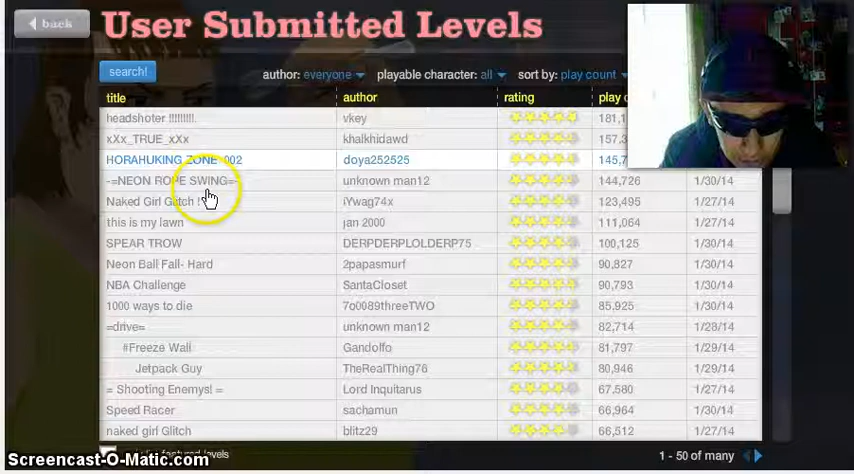 back
User Submitted Levels
search!
author: everyone playable character: all sort by: play count
title author rating play c
headshoter !!!!!!!!!. vkey 181,1
xXx_TRUE_xXx khalkhidawd 157,3
HORAHUKING ZONE 002 doya252525 145,7
-=NEON ROPE SWING=- unknown man12 144,726 1/30/14
Naked Girl Glitch ! iYwag74x 123,495 1/27/14
this is my lawn jan 2000 111,064 1/27/14
SPEAR TROW DERPDERPLOLDERP75 100,125 1/30/14
Neon Ball Fall- Hard 2papasmurf 90,827 1/30/14
NBA Challenge SantaCloset 90,793 1/30/14
1000 ways to die 7o0089threeTWO 85,925 1/30/14
=drive= unknown man12 82,714 1/28/14
#Freeze Wall Gandolfo 81,797 1/29/14
Jetpack Guy TheRealThing76 80,946 1/29/14
= Shooting Enemys! = Lord Inquitarus 67,580 1/27/14
Speed Racer sachamun 66,964 1/30/14
naked girl Glitch blitz29 66,512 1/27/14
featured levels 1 - 50 of many
Screencast-O-Matic.com